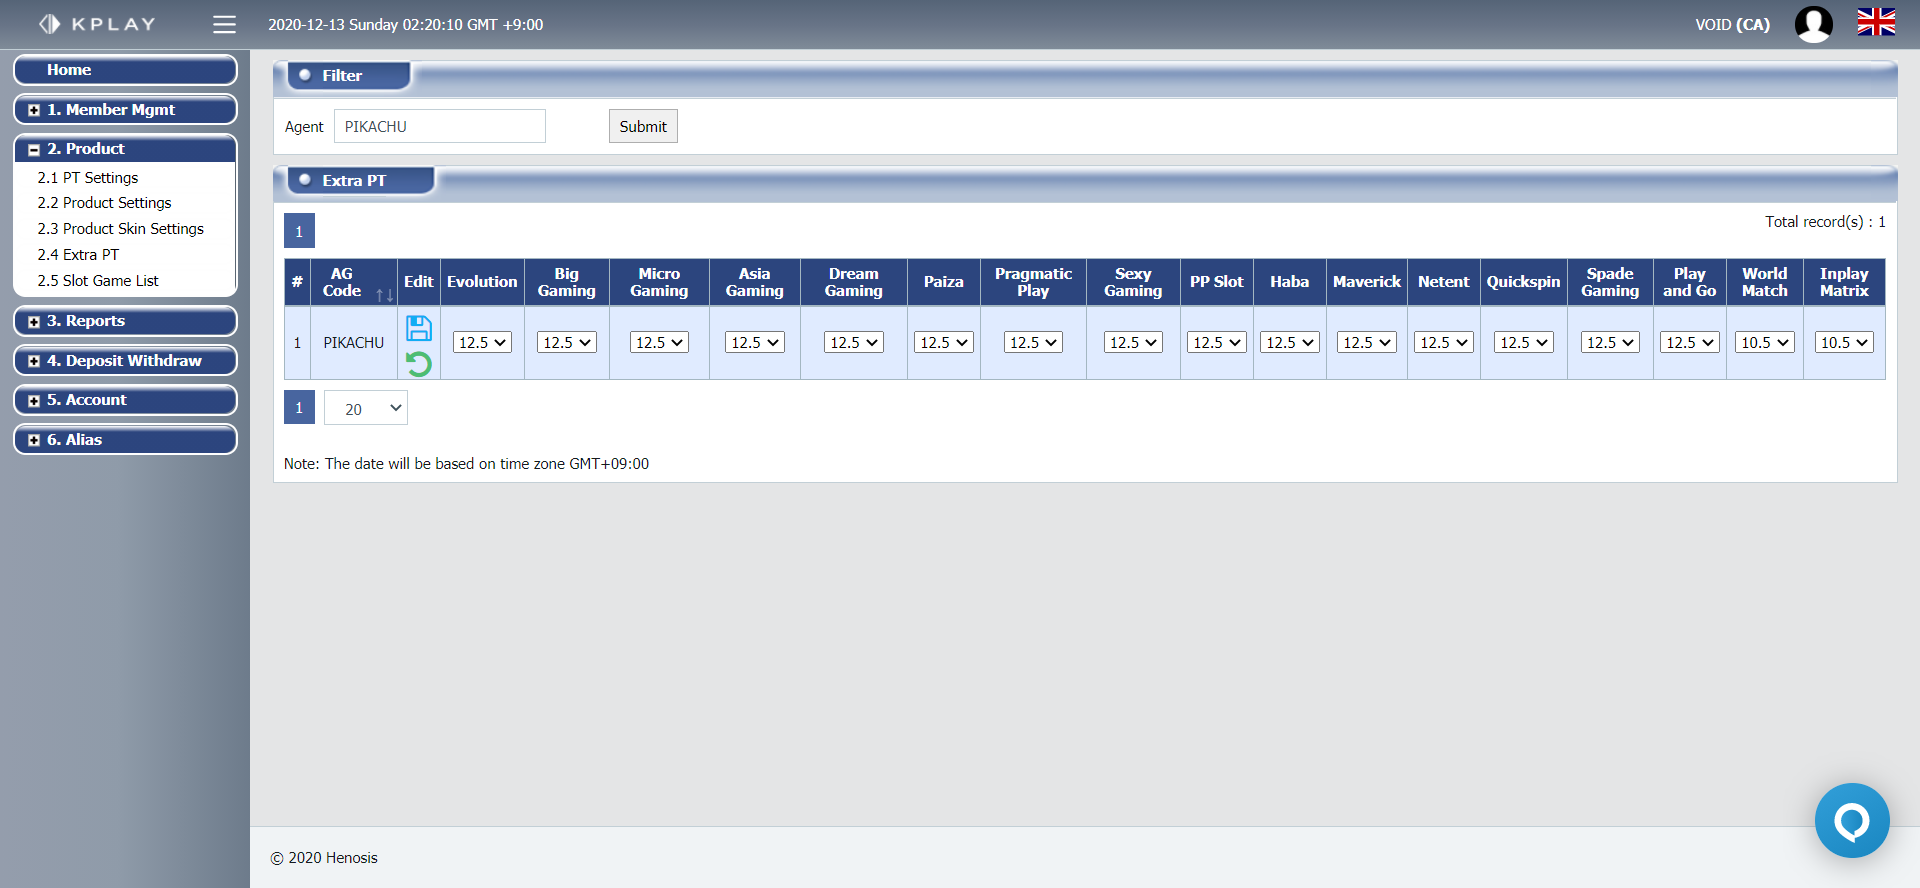 KPLAY
2020-12-13 Sunday 02:20:10 GMT +9:00
VOID (CA)
Home
1. Member Mgmt
2. Product
2.1 PT Settings
2.2 Product Settings
2.3 Product Skin Settings
2.4 Extra PT
2.5 Slot Game List
3. Reports
4. Deposit Withdraw
5. Account
6. Alias
Filter
Agent PIKACHU Submit
Extra PT
1
Total record(s) : 1
# AG Code Edit Evolution Big Gaming Micro Gaming Asia Gaming Dream Gaming Paiza Pragmatic Play Sexy Gaming PP Slot Haba Maverick Netent Quickspin Spade Gaming Play and Go World Match Inplay Matrix
1 PIKACHU 12.5 12.5 12.5 12.5 12.5 12.5 12.5 12.5 12.5 12.5 12.5 12.5 12.5 12.5 12.5 10.5 10.5
1 20
Note: The date will be based on time zone GMT+09:00
© 2020 Henosis